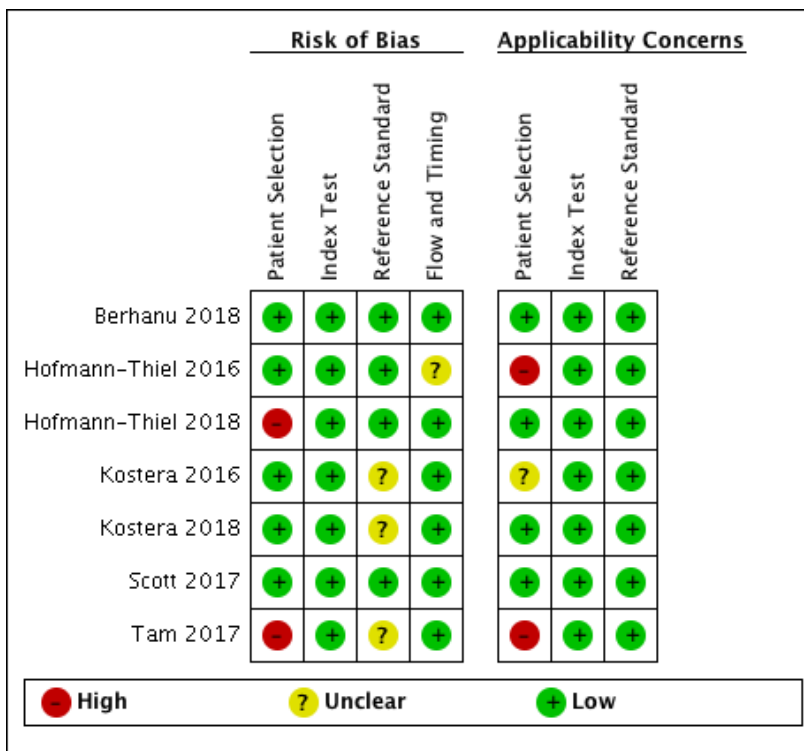 Risk of Bias Applicability Concerns
Patient Selection
Index Test
Reference Standard
Flow and Timing
Patient Selection
Index Test
Reference Standard
Berhanu 2018 + + + + + + +
Hofmann-Thiel 2016 + + + ? - + +
Hofmann-Thiel 2018 - + + + + + +
Kostera 2016 + + ? + ? + +
Kostera 2018 + + ? + + + +
Scott 2017 + + + + + + +
Tam 2017 - + ? + - + +
- High ? Unclear + Low